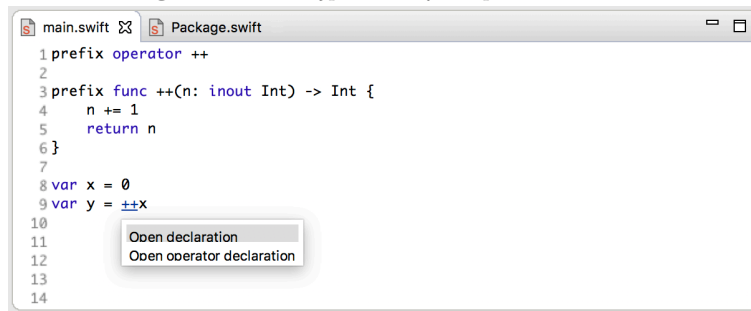 main.swift Package.swift
1 prefix operator ++
2
3 prefix func ++(n: inout Int) -> Int {
4     n += 1
5     return n
6 }
7
8 var x = 0
9 var y = ++x
10
11
Open declaration
12
Open operator declaration
13
14